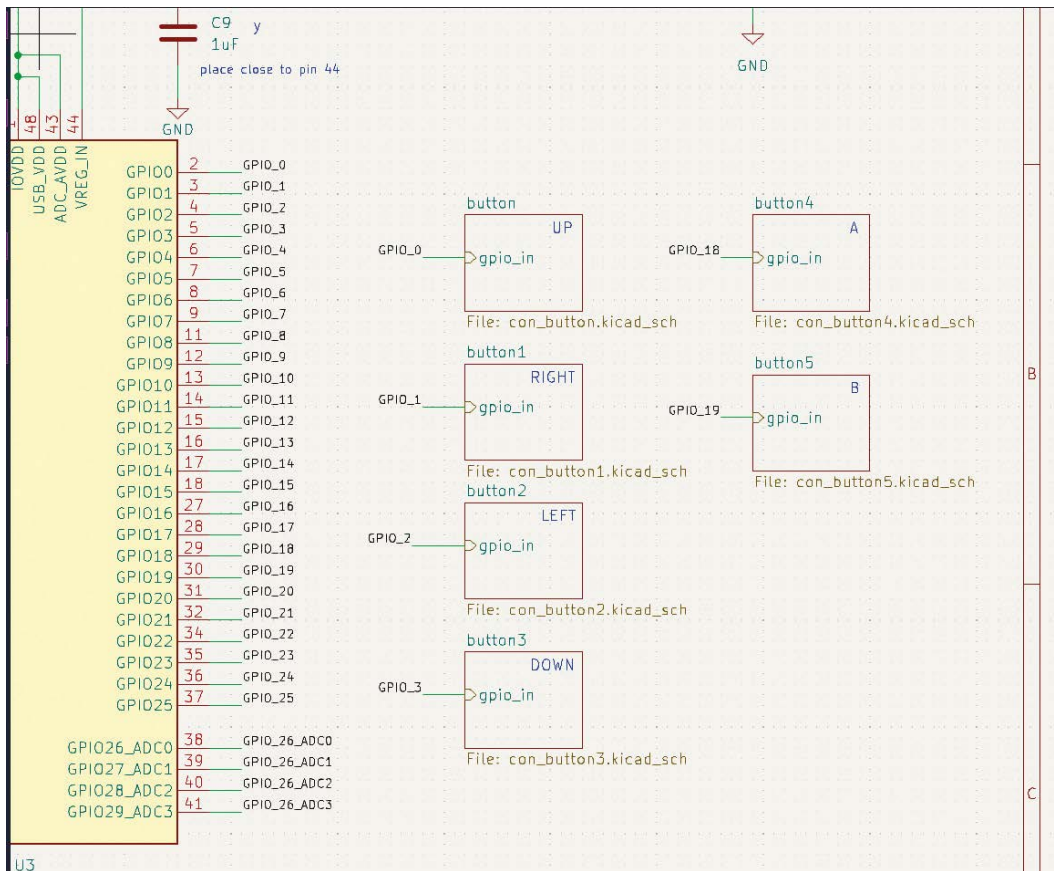 C9
y
1uF
place close to pin 44
GND
GND
1
48
43
44
IOVDD
USB_VDD
ADC_AVDD
VREG_IN
GPIO0 2 GPIO_0
GPIO1 3 GPIO_1
GPIO2 4 GPIO_2
GPIO3 5 GPIO_3
GPIO4 6 GPIO_4
GPIO5 7 GPIO_5
GPIO6 8 GPIO_6
GPIO7 9 GPIO_7
GPIO8 11 GPIO_8
GPIO9 12 GPIO_9
GPIO10 13 GPIO_10
GPIO11 14 GPIO_11
GPIO12 15 GPIO_12
GPIO13 16 GPIO_13
GPIO14 17 GPIO_14
GPIO15 18 GPIO_15
GPIO16 27 GPIO_16
GPIO17 28 GPIO_17
GPIO18 29 GPIO_18
GPIO19 30 GPIO_19
GPIO20 31 GPIO_20
GPIO21 32 GPIO_21
GPIO22 34 GPIO_22
GPIO23 35 GPIO_23
GPIO24 36 GPIO_24
GPIO25 37 GPIO_25
GPIO26_ADC0 38 GPIO_26_ADC0
GPIO27_ADC1 39 GPIO_26_ADC1
GPIO28_ADC2 40 GPIO_26_ADC2
GPIO29_ADC3 41 GPIO_26_ADC3
U3
button
UP
GPIO_0 gpio_in
File: con_button.kicad_sch
button1
RIGHT
GPIO_1 gpio_in
File: con_button1.kicad_sch
button2
LEFT
GPIO_2 gpio_in
File: con_button2.kicad_sch
button3
DOWN
GPIO_3 gpio_in
File: con_button3.kicad_sch
button4
A
GPIO_18 gpio_in
File: con_button4.kicad_sch
button5
B
GPIO_19 gpio_in
File: con_button5.kicad_sch
B
C